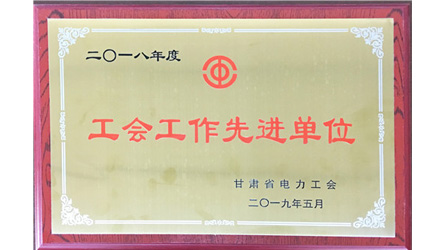 二〇一八年度
工会工作先进单位
甘肃省电力工会
二〇一九年五月